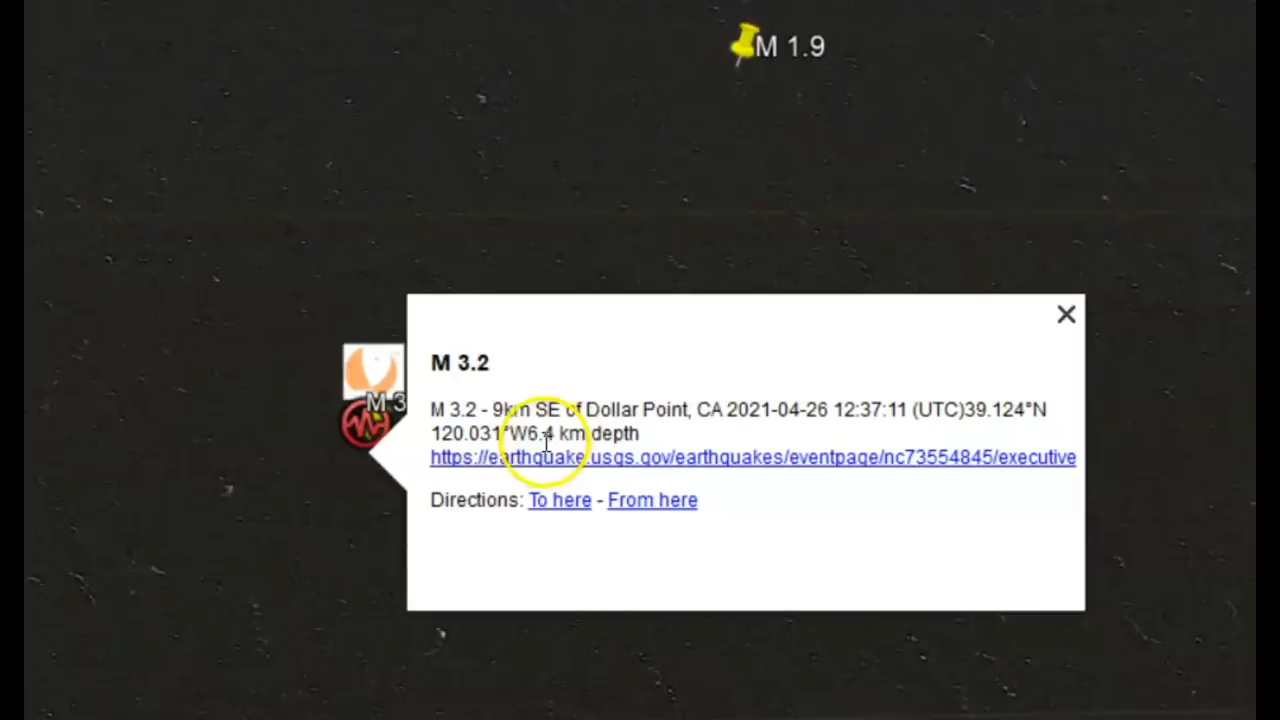 M 1.9
M 3.2
M 3
M 3.2 - 9km SE of Dollar Point, CA 2021-04-26 12:37:11 (UTC)39.124°N
120.031°W6.4 km depth
https://earthquake.usgs.gov/earthquakes/eventpage/nc73554845/executive
Directions: To here - From here